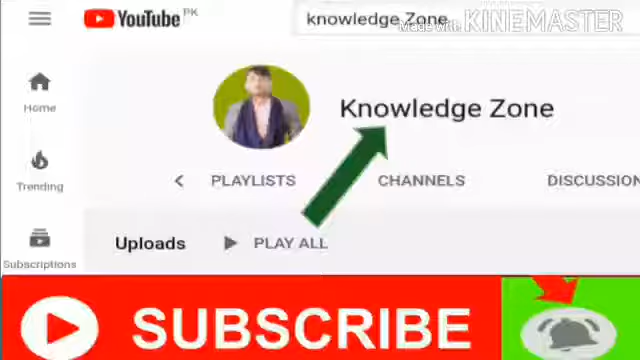 YouTube PK
knowledge Zone
Made with KINEMASTER
Home
Knowledge Zone
Trending
PLAYLISTS
CHANNELS
DISCUSSION
Uploads
PLAY ALL
Subscriptions
SUBSCRIBE